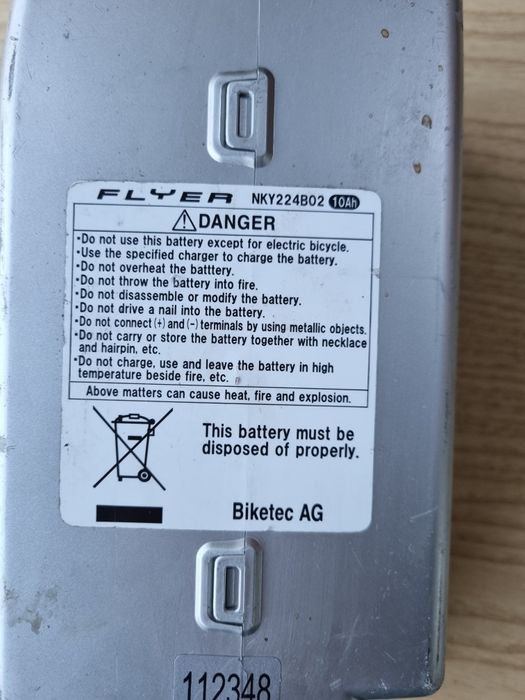 FLYER NKY224B02 10Ah
⚠DANGER
•Do not use this battery except for electric bicycle.
•Use the specified charger to charge the battery.
•Do not overheat the batttery.
•Do not throw the battery into fire.
•Do not disassemble or modify the battery.
•Do not drive a nail into the battery.
•Do not connect (+) and (-) terminals by using metallic objects.
•Do not carry or store the battery together with necklace
and hairpin, etc.
•Do not charge, use and leave the battery in high
temperature beside fire, etc.
Above matters can cause heat, fire and explosion.
This battery must be
disposed of properly.
Biketec AG
112348